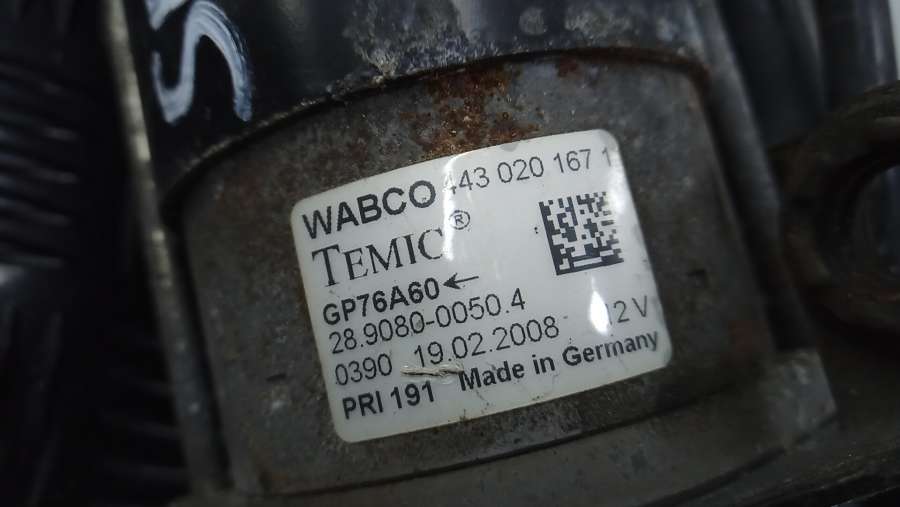 S
WABCO 443 020 167 1
TEMIC®
GP76A60←
28.9080-0050.4
0390 19.02.2008 12 V
PRI 191 Made in Germany